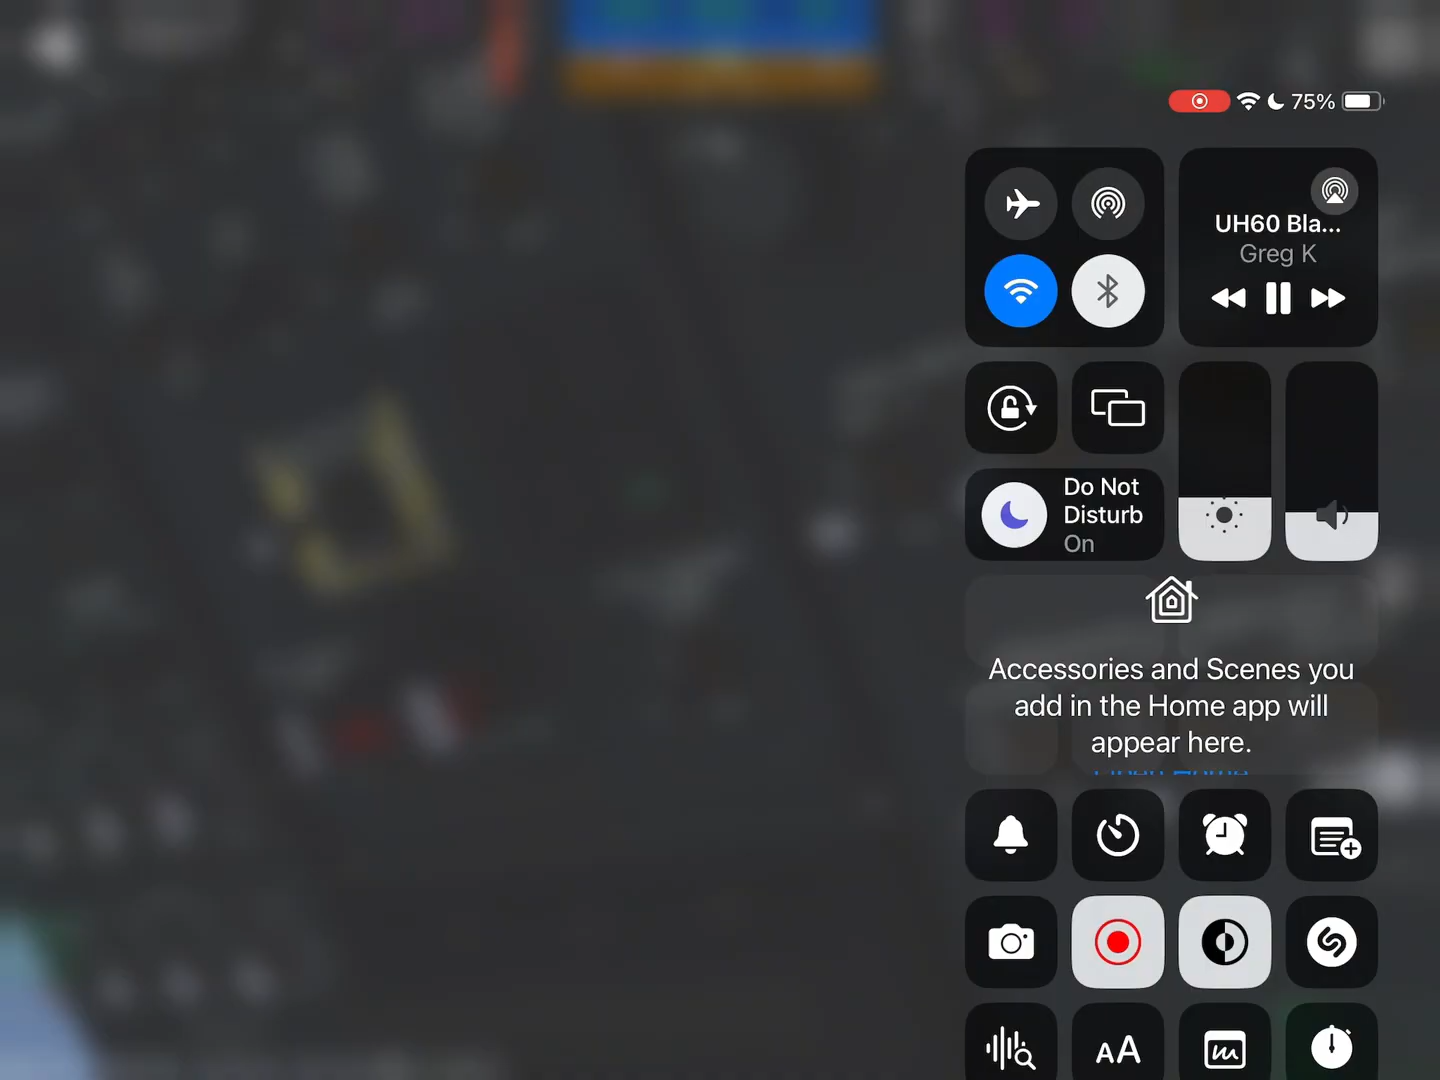 75%
UH60 Bla...
Greg K
Do Not
Disturb
On
Accessories and Scenes you
add in the Home app will
appear here.
AA